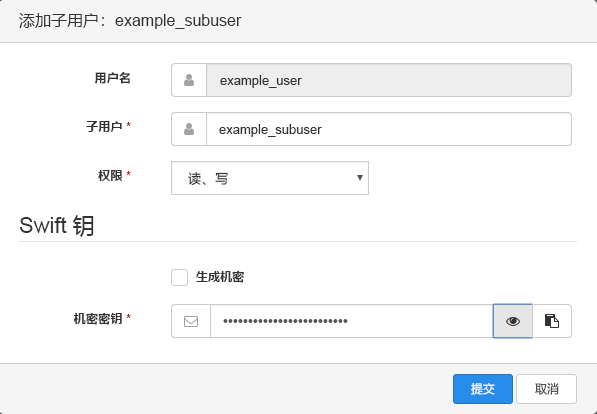 添加子用户：example_subuser
用户名 example_user
子用户 * example_subuser
权限 * 读、写
Swift 钥
生成机密
机密密钥 * •••••••••••••••••••••••••
提交 取消